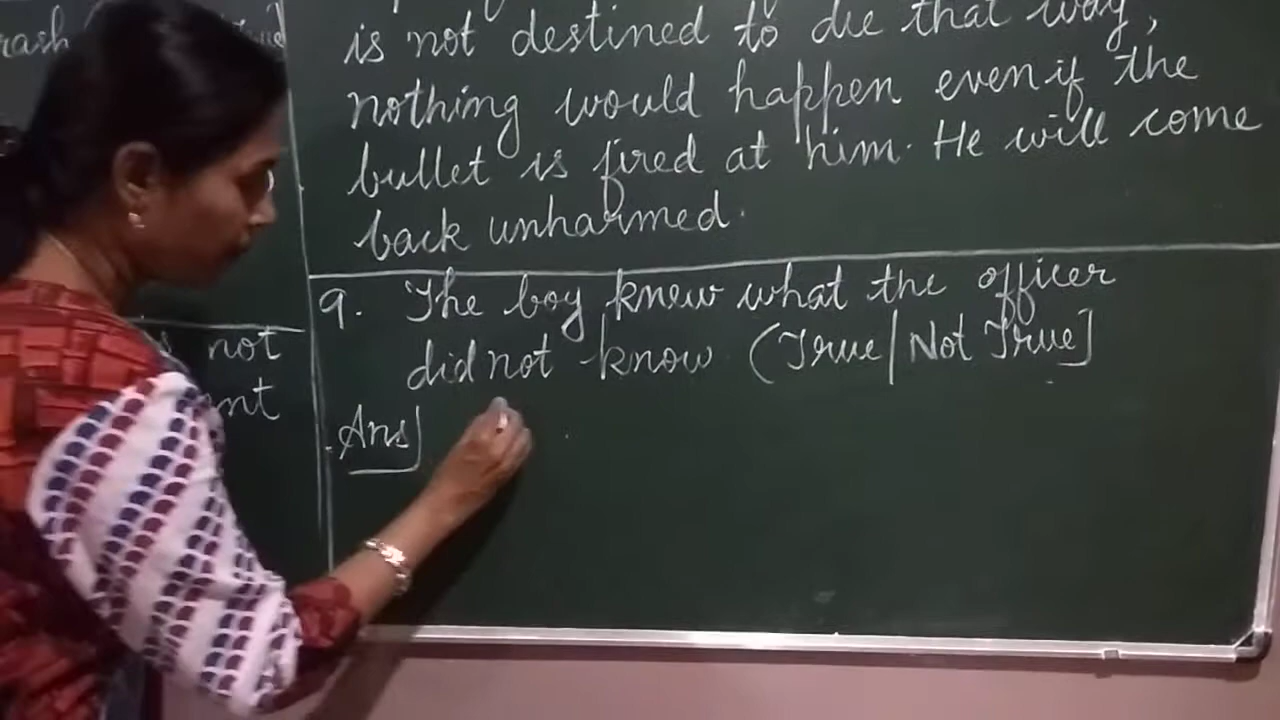 rash
is not destined to die that way,
nothing would happen even if the
bullet is fired at him. He will come
back unharmed.
not
9. The boy knew what the officer
did not know (True/Not True]
Ans]